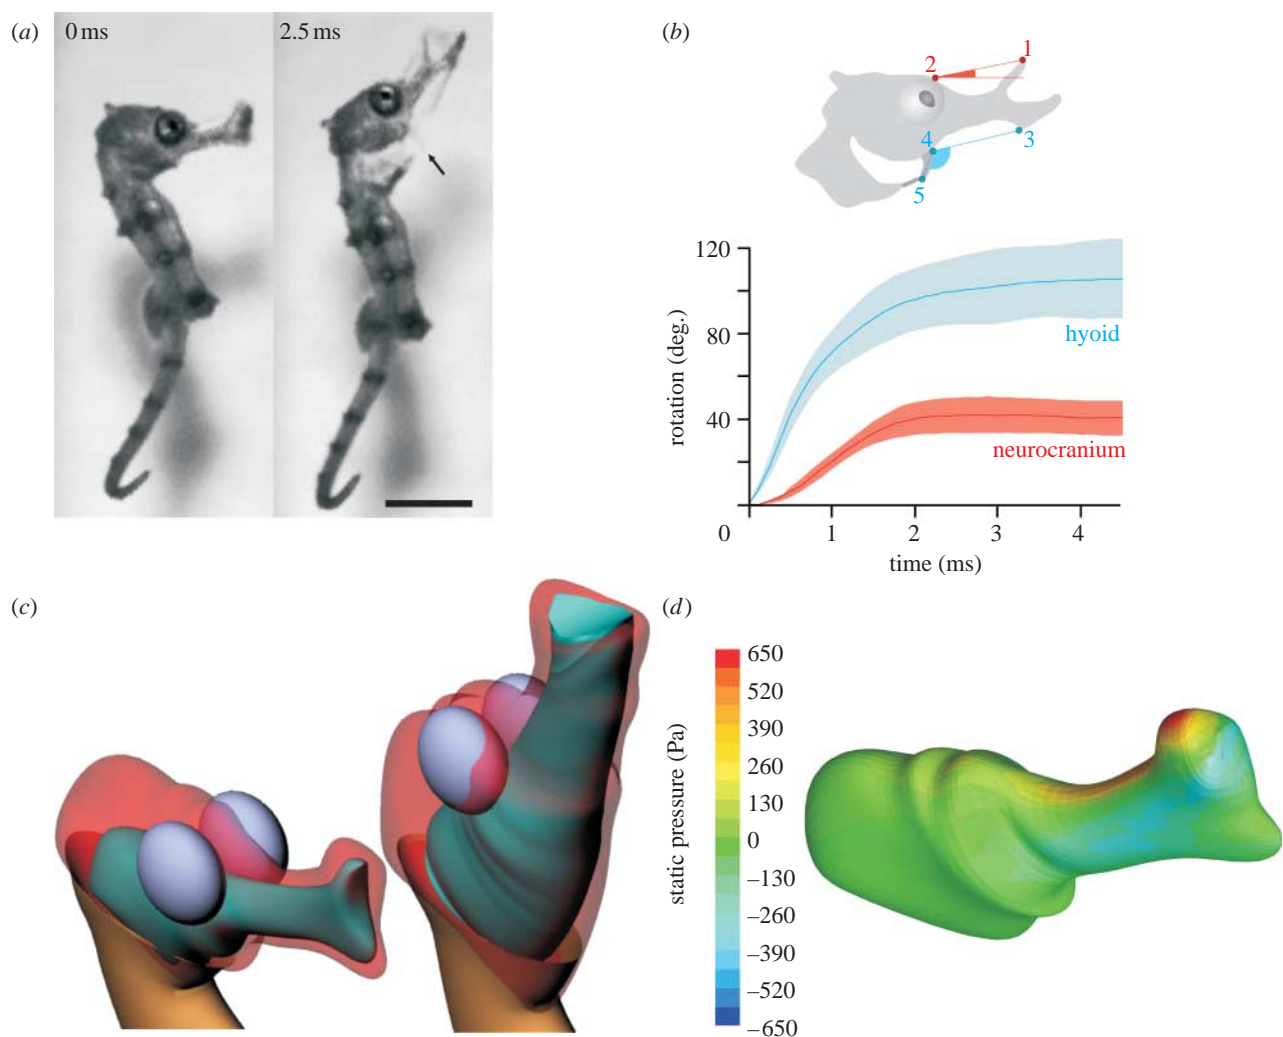 (a)
0 ms
2.5 ms
(b)
1
2
3
4
5
rotation (deg.)
120
80
40
0
1
2
3
4
time (ms)
hyoid
neurocranium
(c)
(d)
static pressure (Pa)
650
520
390
260
130
0
–130
–260
–390
–520
–650